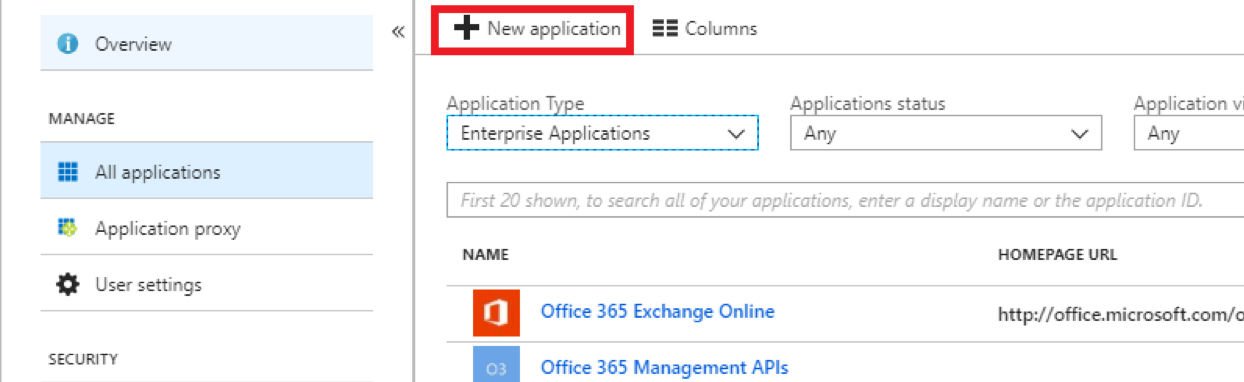 Overview
MANAGE
All applications
Application proxy
User settings
SECURITY
New application
Columns
Application Type
Enterprise Applications
Applications status
Any
Application
Any
First 20 shown, to search all of your applications, enter a display name or the application ID.
NAME
HOMEPAGE URL
Office 365 Exchange Online
http://office.microsoft.com/o
O3
Office 365 Management APIs